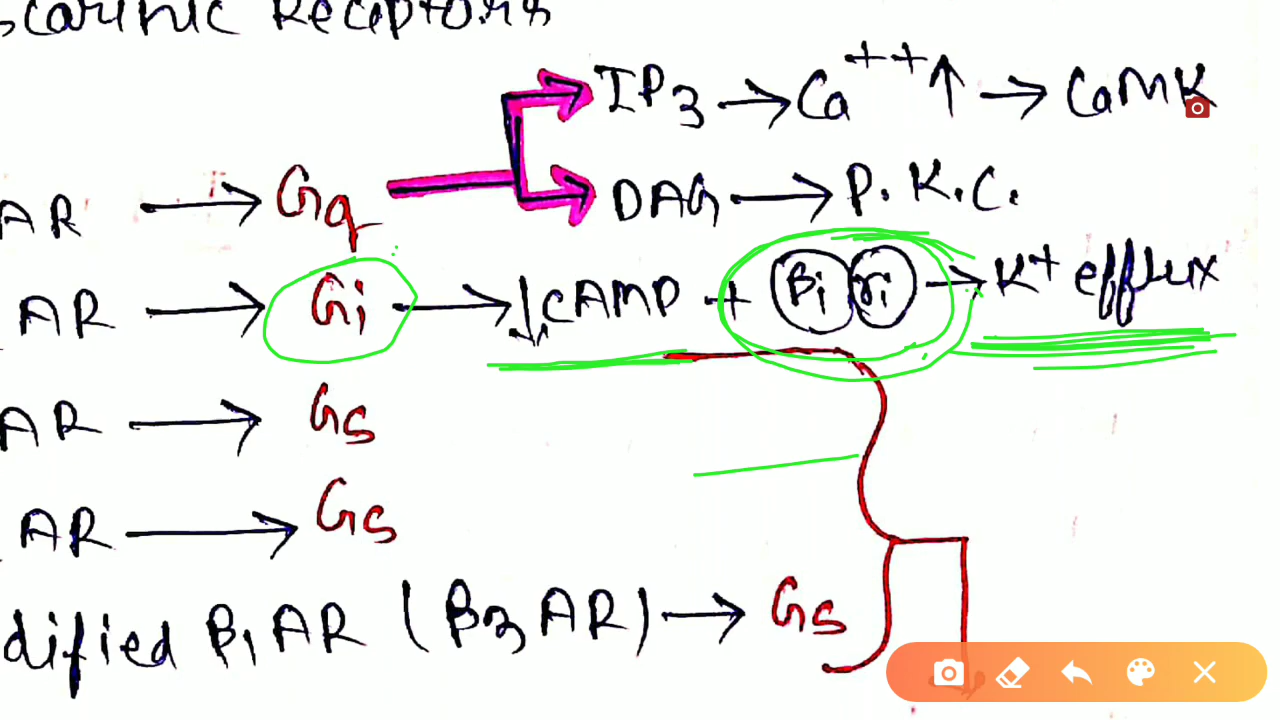 scarinic Receptors
IP3 → Ca++ ↑ → CaMK
AR → Gq
DAG → P.K.C.
AR → Gi → ↓cAMP + βi γi → K+ efflux
AR → Gs
AR → Gs
dified β1AR (β3AR) → Gs